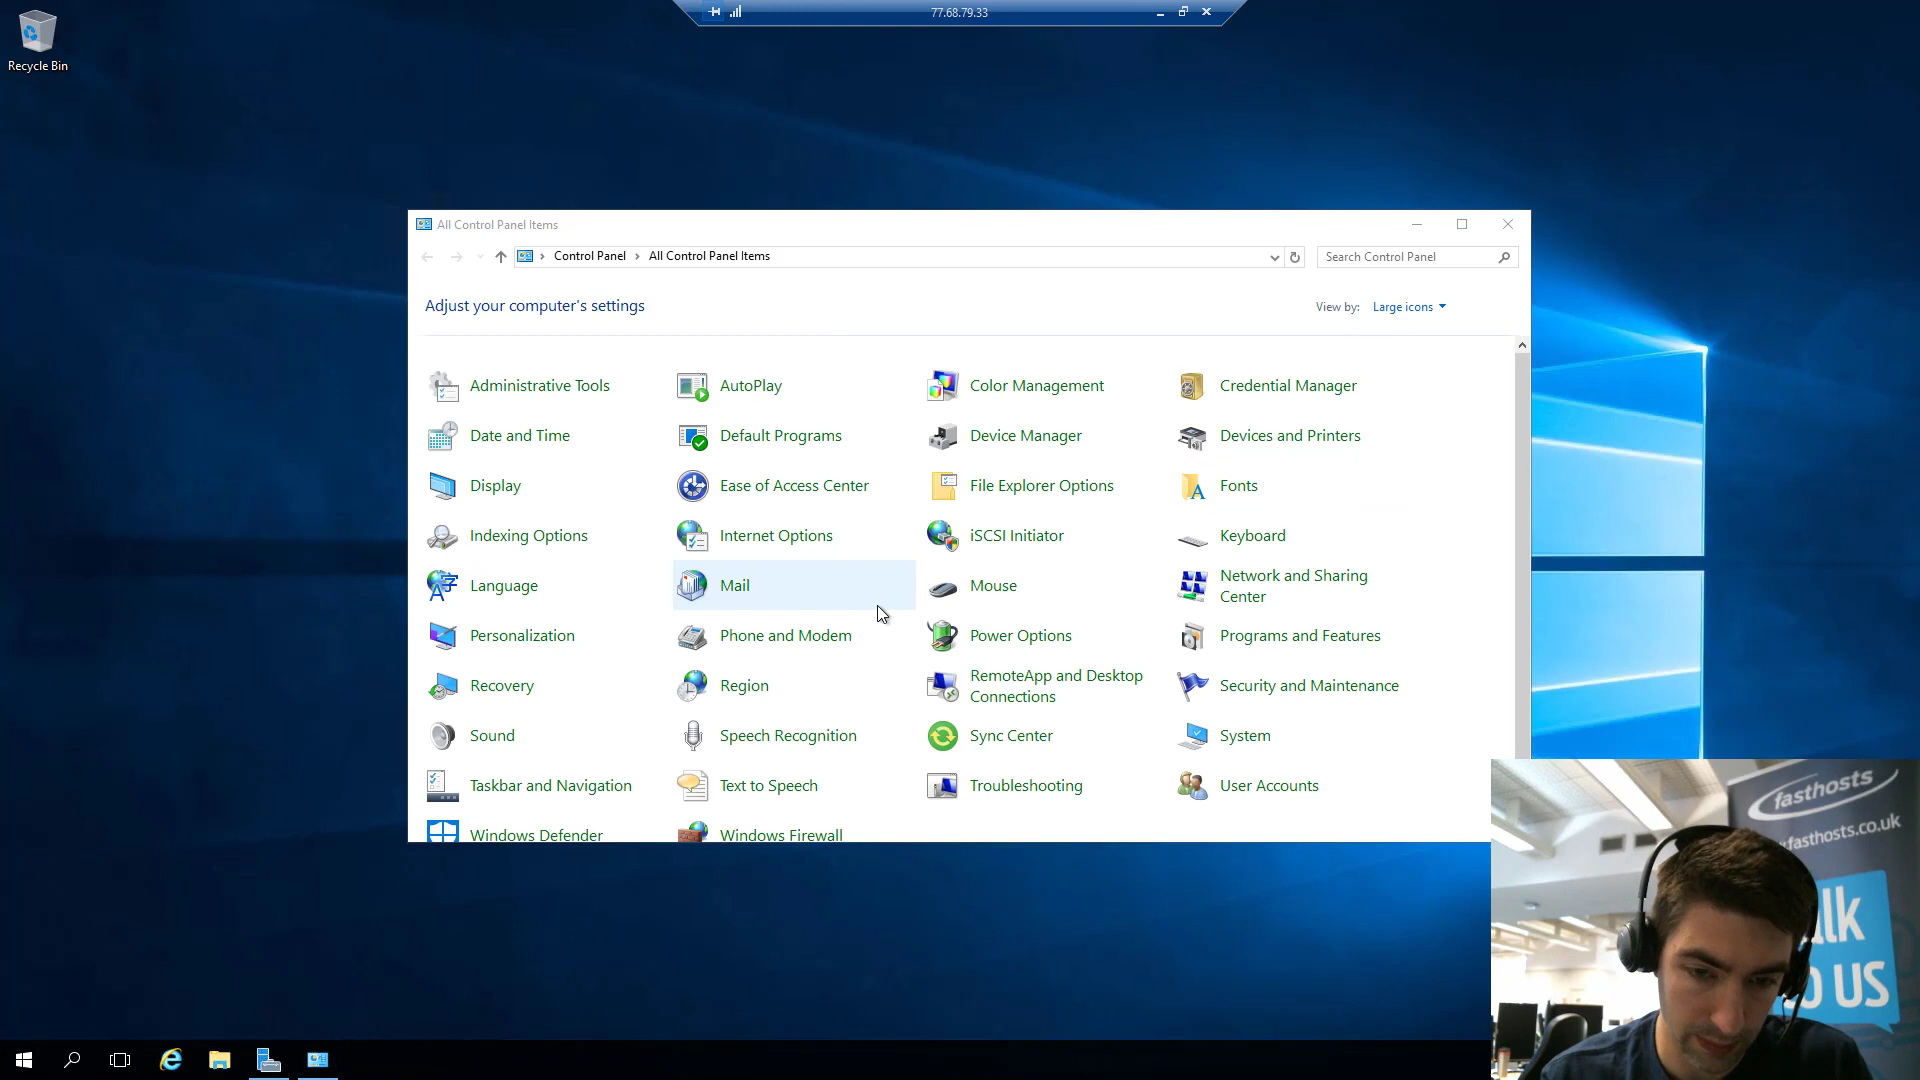 77.68.79.33
Recycle Bin
All Control Panel Items
Control Panel > All Control Panel Items
Search Control Panel
Adjust your computer's settings
View by: Large icons
Administrative Tools
AutoPlay
Color Management
Credential Manager
Date and Time
Default Programs
Device Manager
Devices and Printers
Display
Ease of Access Center
File Explorer Options
Fonts
Indexing Options
Internet Options
iSCSI Initiator
Keyboard
Language
Mail
Mouse
Network and Sharing
Center
Personalization
Phone and Modem
Power Options
Programs and Features
Recovery
Region
RemoteApp and Desktop
Connections
Security and Maintenance
Sound
Speech Recognition
Sync Center
System
Taskbar and Navigation
Text to Speech
Troubleshooting
User Accounts
Windows Defender
Windows Firewall
fasthosts
fasthosts.co.uk
US